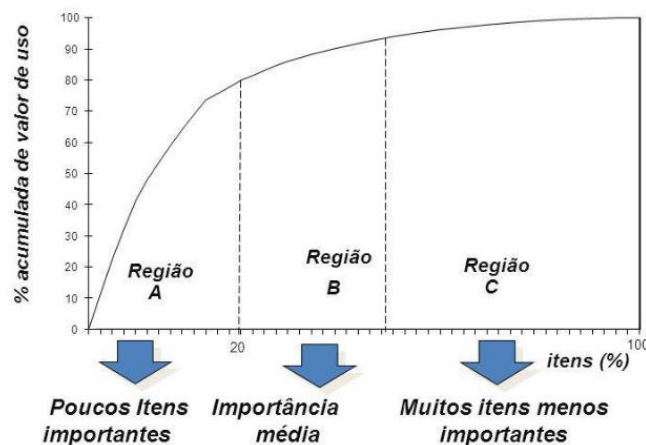 % acumulada de valor de uso
100
90
80
70
60
50
40
30
20
10
0
Região
A
Região
B
Região
C
20
100
itens (%)
Poucos Itens
importantes
Importância
média
Muitos itens menos
importantes